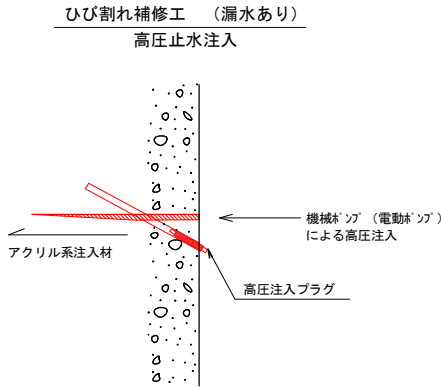 ひび割れ補修工　（漏水あり）
高圧止水注入
機械ﾎﾟﾝﾌﾟ（電動ﾎﾟﾝﾌﾟ）
による高圧注入
アクリル系注入材
高圧注入プラグ